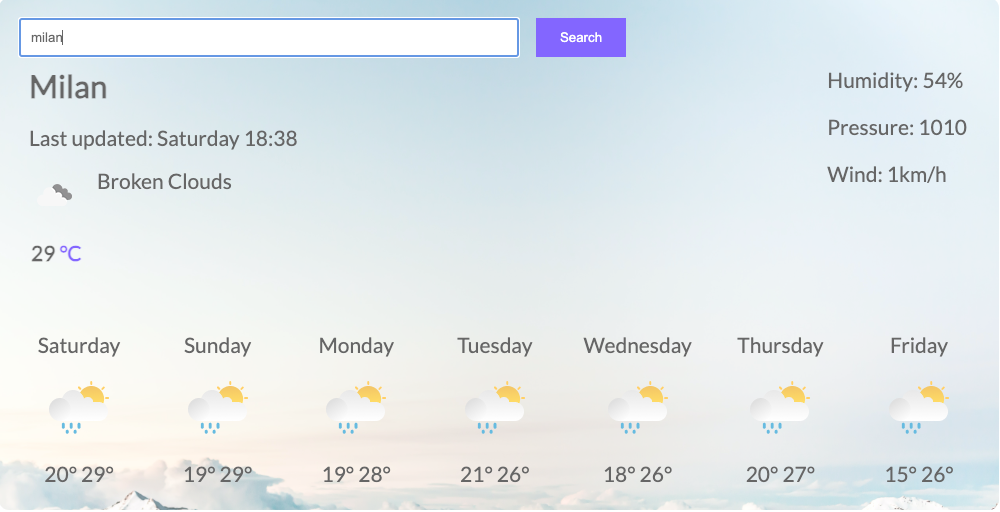 milan
Search
Milan
Last updated: Saturday 18:38
Broken Clouds
29 °C
Humidity: 54%
Pressure: 1010
Wind: 1km/h
Saturday Sunday Monday Tuesday Wednesday Thursday Friday
20° 29° 19° 29° 19° 28° 21° 26° 18° 26° 20° 27° 15° 26°